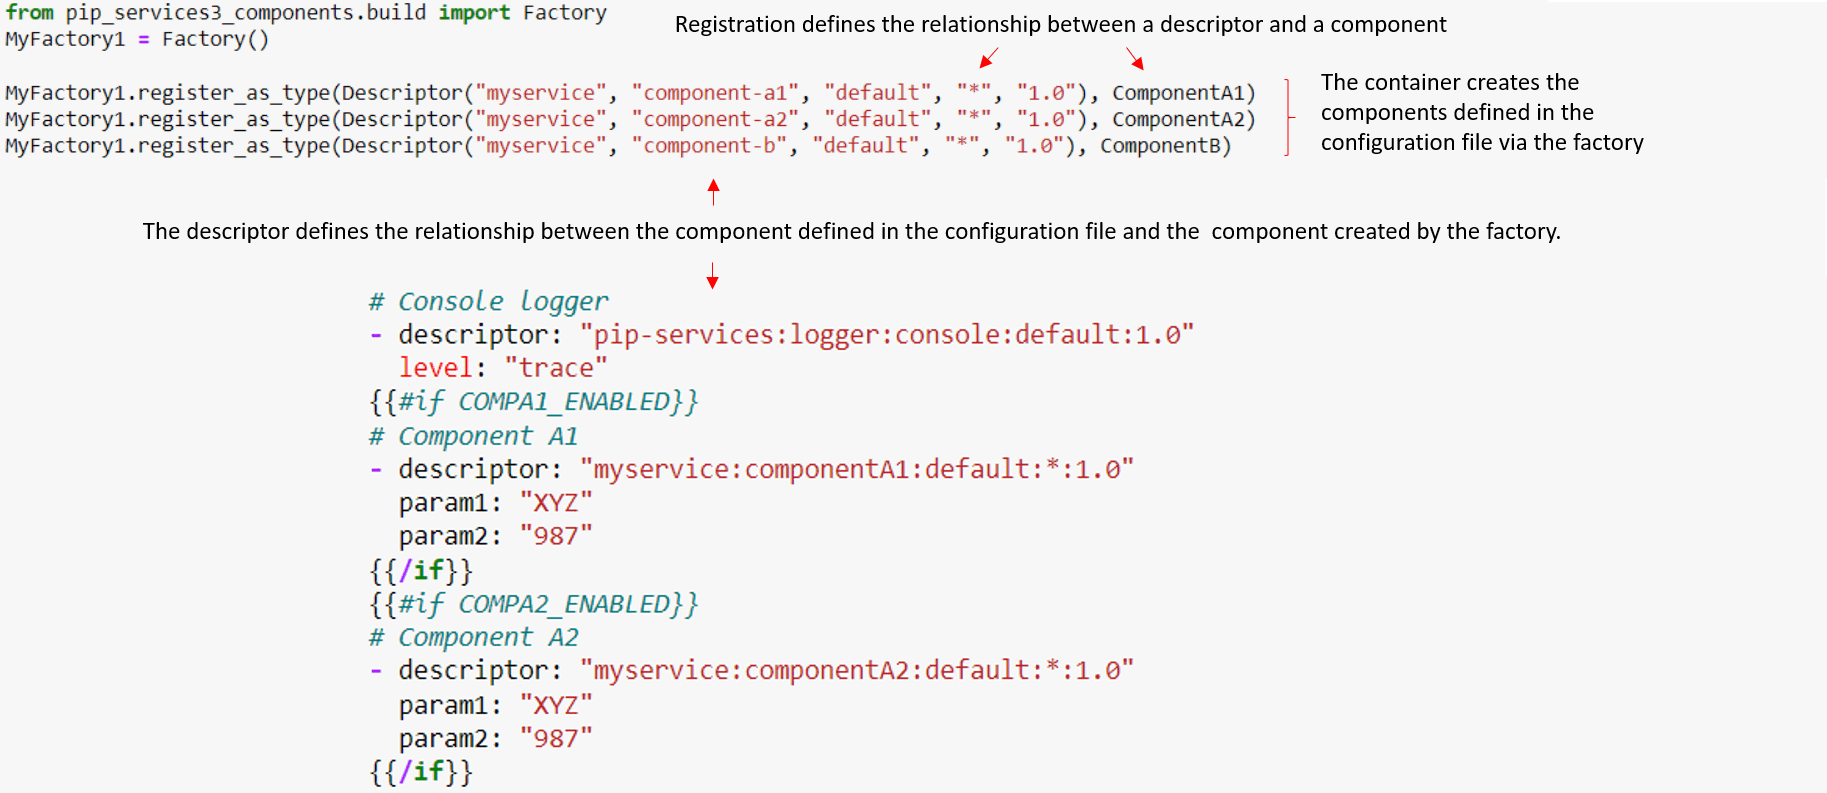 from pip_services3_components.build import Factory
MyFactory1 = Factory()
Registration defines the relationship between a descriptor and a component
MyFactory1.register_as_type(Descriptor("myservice", "component-a1", "default", "*", "1.0"), ComponentA1)
MyFactory1.register_as_type(Descriptor("myservice", "component-a2", "default", "*", "1.0"), ComponentA2)
MyFactory1.register_as_type(Descriptor("myservice", "component-b", "default", "*", "1.0"), ComponentB)
The container creates the
components defined in the
configuration file via the factory
The descriptor defines the relationship between the component defined in the configuration file and the  component created by the factory.
# Console logger
- descriptor: "pip-services:logger:console:default:1.0"
  level: "trace"
{{#if COMPA1_ENABLED}}
# Component A1
- descriptor: "myservice:componentA1:default:*:1.0"
  param1: "XYZ"
  param2: "987"
{{/if}}
{{#if COMPA2_ENABLED}}
# Component A2
- descriptor: "myservice:componentA2:default:*:1.0"
  param1: "XYZ"
  param2: "987"
{{/if}}